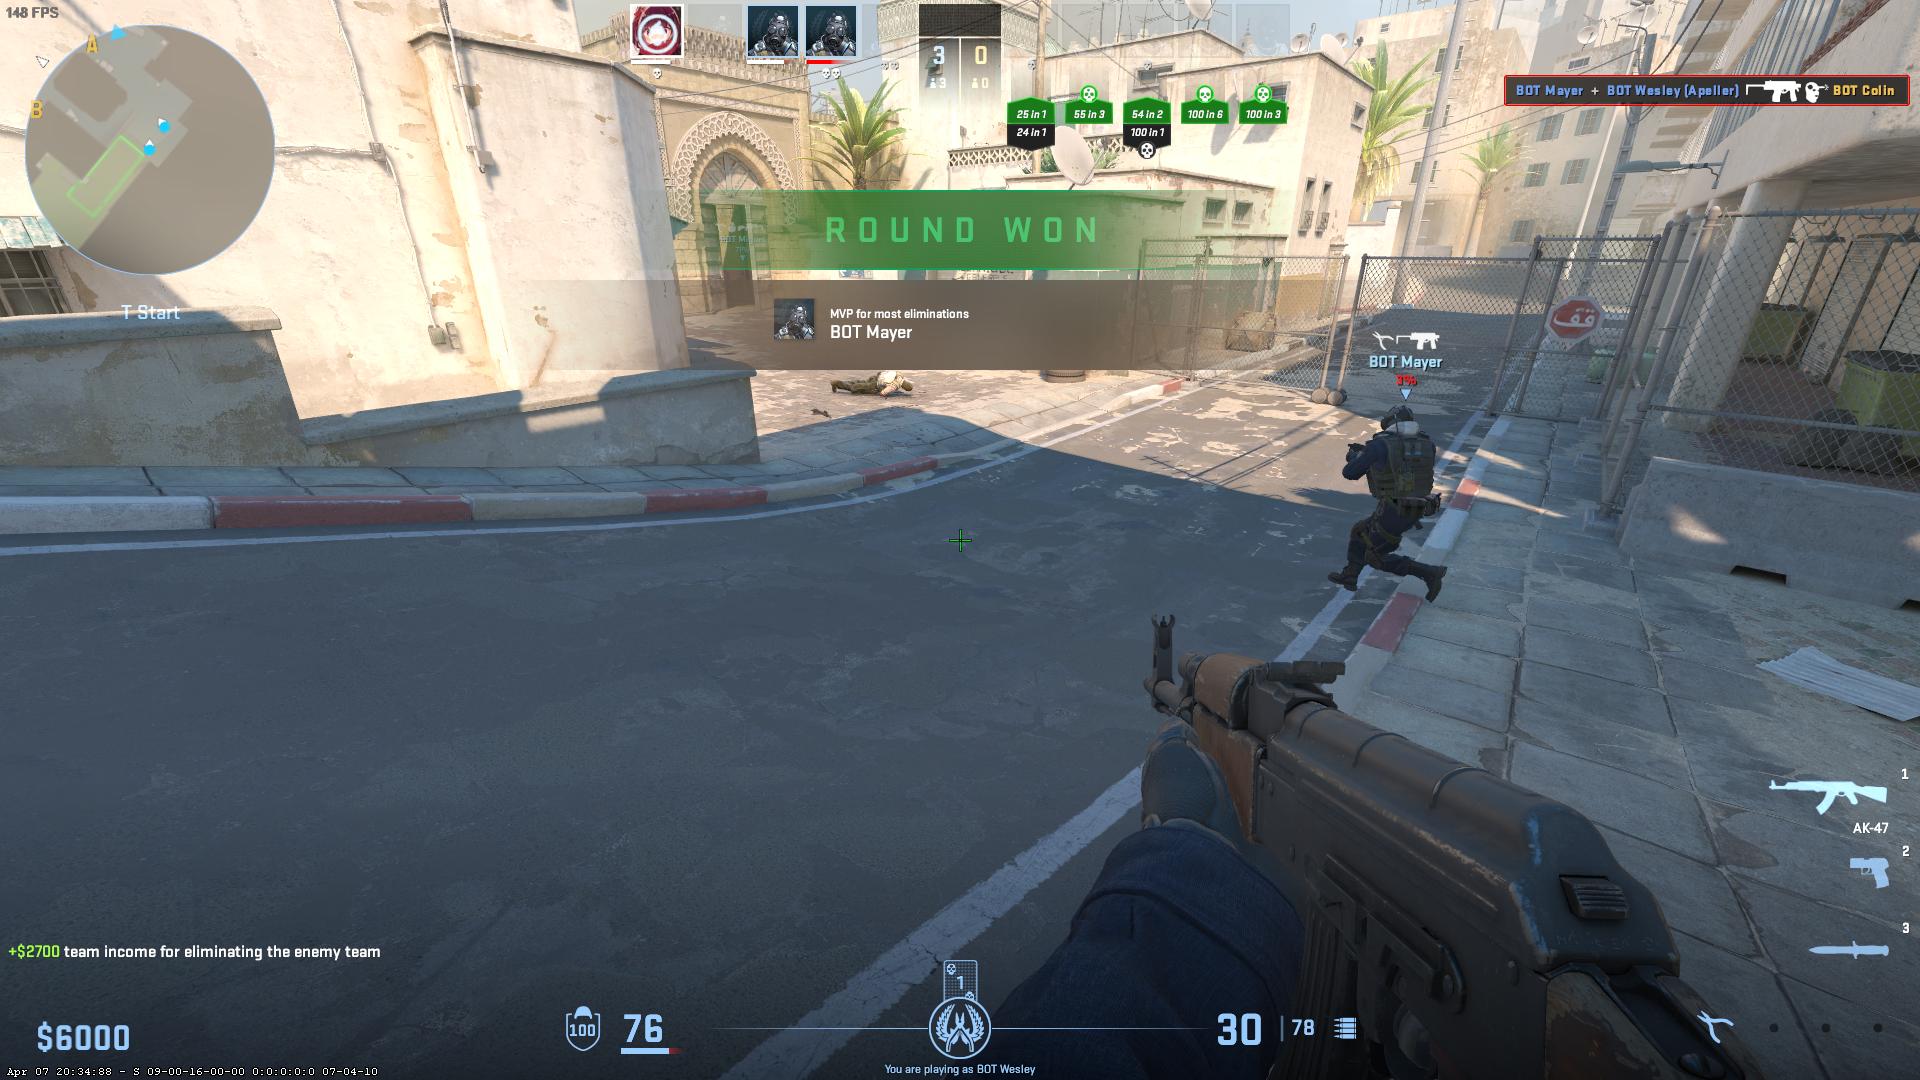 148 FPS
A
B
T Start
3 0
3 0
25 in 1
24 in 1
55 in 3
54 in 2
100 in 1
100 in 6
100 in 3
BOT Mayer + BOT Wesley (Apeller) BOT Colin
ROUND WON
MVP for most eliminations
BOT Mayer
قف
BOT Mayer
1
AK-47
2
3
+$2700 team income for eliminating the enemy team
$6000
100 76
1
30 | 78
You are playing as BOT Wesley
Apr 07 20:34:88 - S 09-00-16-00-00 0:0:0:0:0 07-04-10